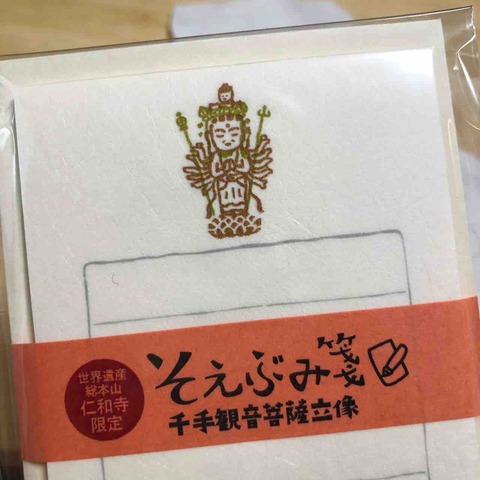 世界遺産
総本山
仁和寺
限定
そえぶみ箋
千手観音菩薩立像